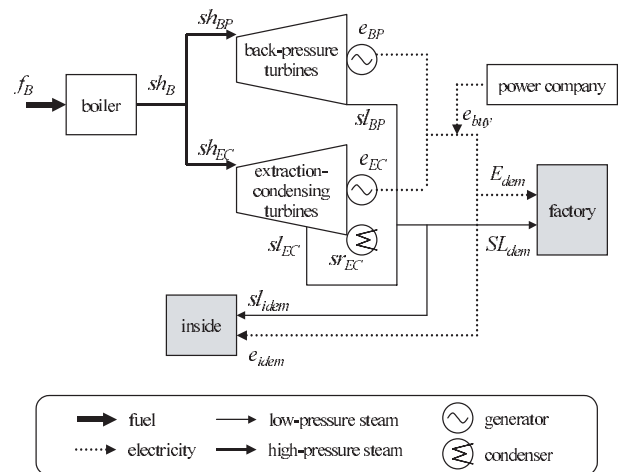 sh_BP
e_BP
back-pressure
turbines
f_B
sh_B
boiler
sl_BP
power company
e_buy
sh_EC
e_EC
extraction-
condensing
turbines
E_dem
factory
sl_EC
sr_EC
SL_dem
sl_idem
inside
e_idem
fuel
low-pressure steam
generator
electricity
high-pressure steam
condenser